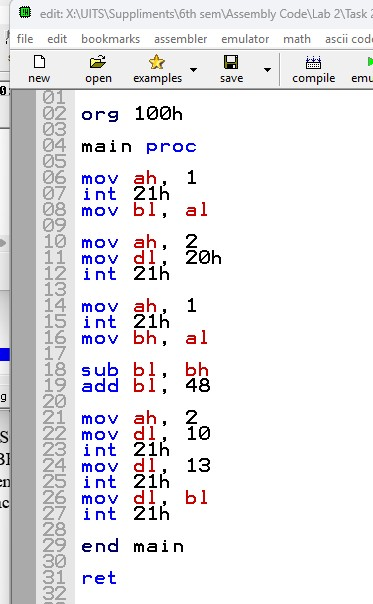 edit: X:\UITS\Suppliments\6th sem\Assembly Code\Lab 2\Task 2
file edit bookmarks assembler emulator math ascii code
new open examples save compile emu
01
02 org 100h
03
04 main proc
05
06 mov ah, 1
07 int 21h
08 mov bl, al
09
10 mov ah, 2
11 mov dl, 20h
12 int 21h
13
14 mov ah, 1
15 int 21h
16 mov bh, al
17
18 sub bl, bh
19 add bl, 48
20
21 mov ah, 2
22 mov dl, 10
23 int 21h
24 mov dl, 13
25 int 21h
26 mov dl, bl
27 int 21h
28
29 end main
30
31 ret
32